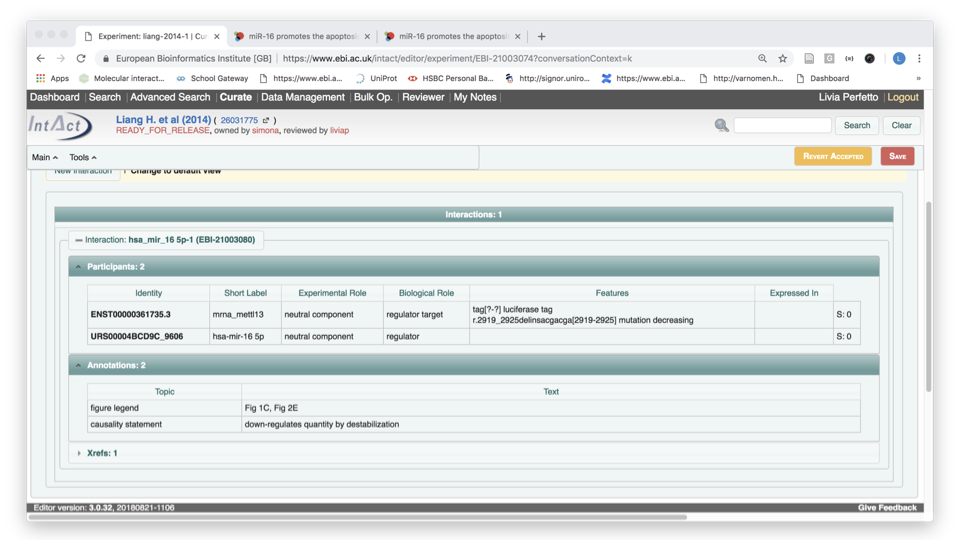 Experiment: liang-2014-1 | Cu
miR-16 promotes the apoptosi
miR-16 promotes the apoptosi
European Bioinformatics Institute [GB] | https://www.ebi.ac.uk/intact/editor/experiment/EBI-21003074?conversationContext=k
Apps Molecular interact... School Gateway https://www.ebi.a... UniProt HSBC Personal Ba... http://signor.uniro... https://www.ebi.a... http://varnomen.h... Dashboard »
Dashboard | Search | Advanced Search | Curate | Data Management | Bulk Op. | Reviewer | My Notes | Livia Perfetto | Logout
IntAct
Liang H. et al (2014) ( 26031775 )
READY_FOR_RELEASE, owned by simona, reviewed by liviap
Search Clear
Main Tools
REVERT ACCEPTED SAVE
New Interaction ! Change to default view
Interactions: 1
Interaction: hsa_mir_16 5p-1 (EBI-21003080)
Participants: 2
Identity Short Label Experimental Role Biological Role Features Expressed In
ENST00000361735.3 mrna_mettl13 neutral component regulator target tag[?-?] luciferase tag S: 0
r.2919_2925delinsacgacga[2919-2925] mutation decreasing
URS00004BCD9C_9606 hsa-mir-16 5p neutral component regulator S: 0
Annotations: 2
Topic Text
figure legend Fig 1C, Fig 2E
causality statement down-regulates quantity by destabilization
Xrefs: 1
Editor version: 3.0.32, 20180821-1106 Give Feedback